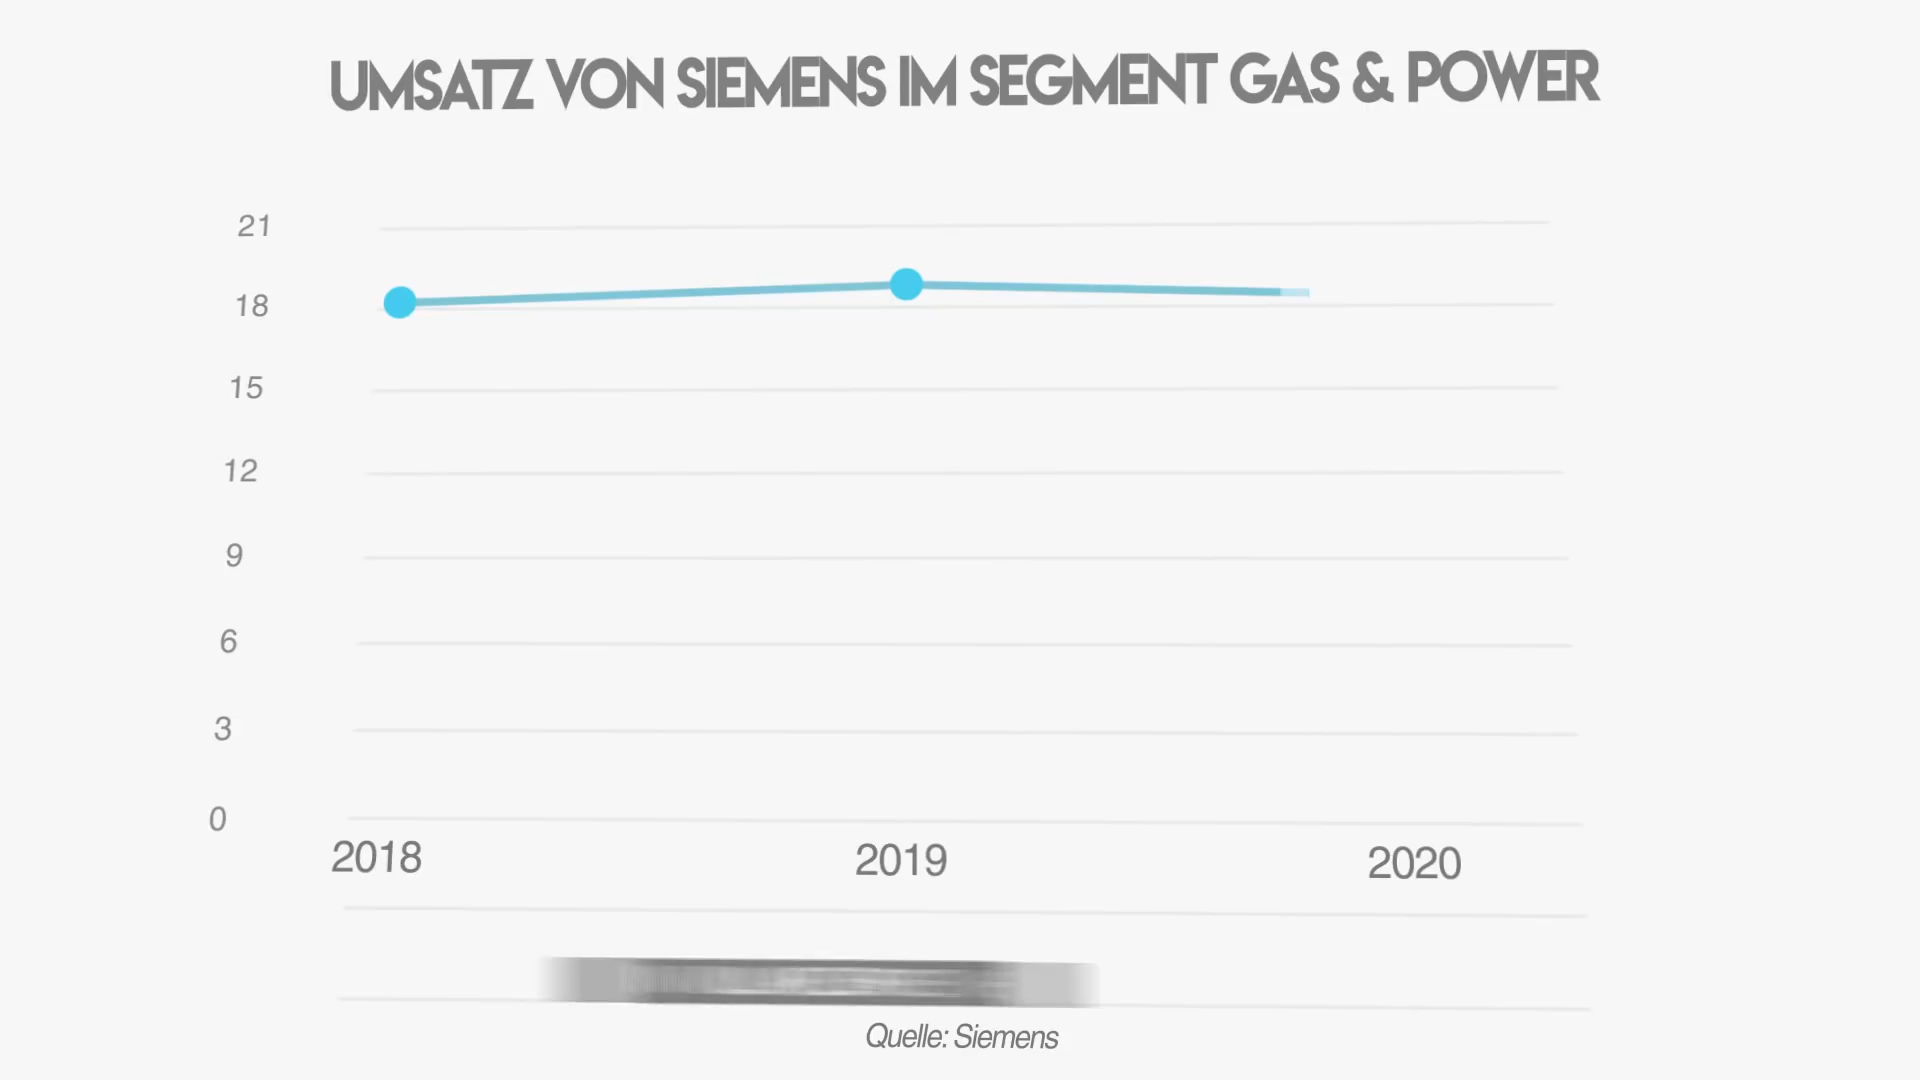 UMSATZ VON SIEMENS IM SEGMENT GAS & POWER
21
18
15
12
9
6
3
0
2018 2019 2020
Quelle: Siemens